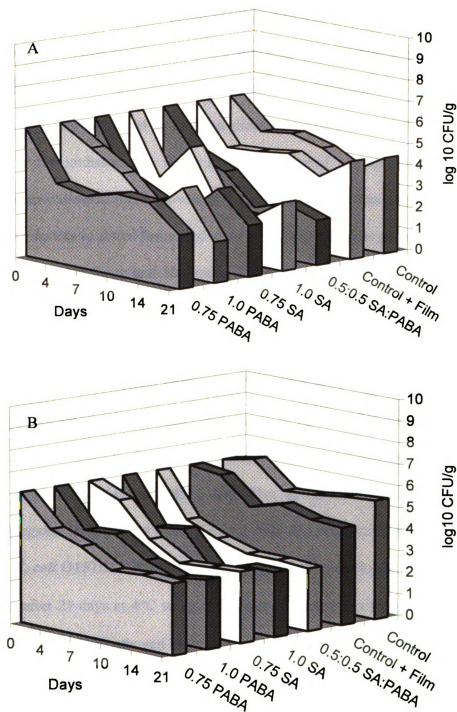 A
10
9
8
7
6
5
4
3
2
1
0
log 10 CFU/g
0
4
7
10
14
21
Days
0.75 PABA
1.0 PABA
0.75 SA
1.0 SA
0.5:0.5 SA:PABA
Control + Film
Control
B
10
9
8
7
6
5
4
3
2
1
0
log10 CFU/g
0
4
7
10
14
21
Days
0.75 PABA
1.0 PABA
0.75 SA
1.0 SA
0.5:0.5 SA:PABA
Control + Film
Control